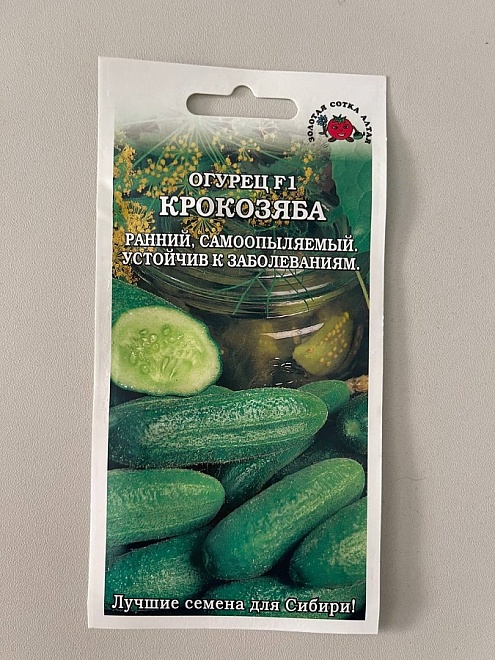 ЗОЛОТАЯ СОТКА АЛТАЯ
ОГУРЕЦ F1
КРОКОЗЯБА
РАННИЙ, САМООПЫЛЯЕМЫЙ.
УСТОЙЧИВ К ЗАБОЛЕВАНИЯМ.
Лучшие семена для Сибири!